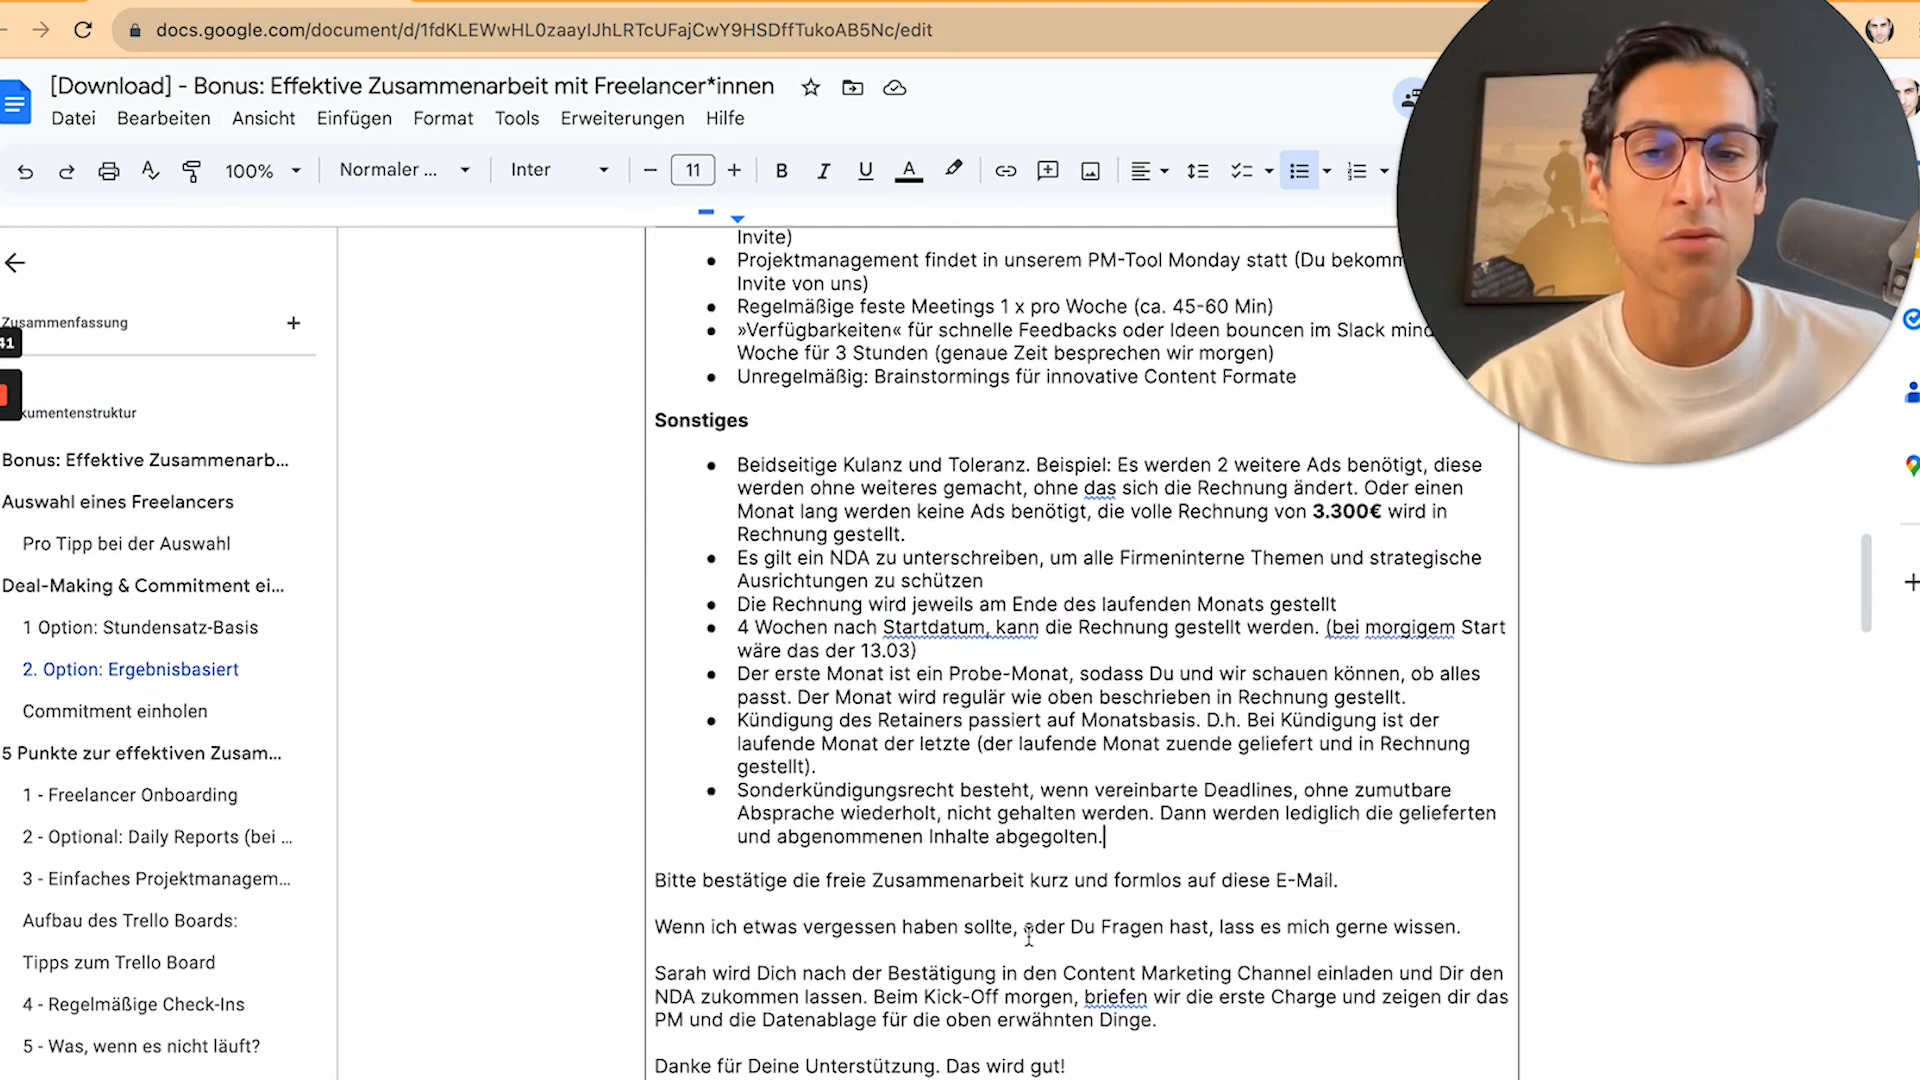 docs.google.com/document/d/1fdKLEWwHL0zaayIJhLRTcUFajCwY9HSDffTukoAB5Nc/edit
[Download] - Bonus: Effektive Zusammenarbeit mit Freelancer*innen
Datei Bearbeiten Ansicht Einfügen Format Tools Erweiterungen Hilfe
100% Normaler ... Inter 11 B I U A
Zusammenfassung
41
kumentenstruktur
Bonus: Effektive Zusammenarb...
Auswahl eines Freelancers
Pro Tipp bei der Auswahl
Deal-Making & Commitment ei...
1 Option: Stundensatz-Basis
2. Option: Ergebnisbasiert
Commitment einholen
5 Punkte zur effektiven Zusam...
1 - Freelancer Onboarding
2 - Optional: Daily Reports (bei ...
3 - Einfaches Projektmanagem...
Aufbau des Trello Boards:
Tipps zum Trello Board
4 - Regelmäßige Check-Ins
5 - Was, wenn es nicht läuft?
Invite)
Projektmanagement findet in unserem PM-Tool Monday statt (Du bekomm
Invite von uns)
Regelmäßige feste Meetings 1 x pro Woche (ca. 45-60 Min)
»Verfügbarkeiten« für schnelle Feedbacks oder Ideen bouncen im Slack mind
Woche für 3 Stunden (genaue Zeit besprechen wir morgen)
Unregelmäßig: Brainstormings für innovative Content Formate
Sonstiges
Beidseitige Kulanz und Toleranz. Beispiel: Es werden 2 weitere Ads benötigt, diese
werden ohne weiteres gemacht, ohne das sich die Rechnung ändert. Oder einen
Monat lang werden keine Ads benötigt, die volle Rechnung von 3.300€ wird in
Rechnung gestellt.
Es gilt ein NDA zu unterschreiben, um alle Firmeninterne Themen und strategische
Ausrichtungen zu schützen
Die Rechnung wird jeweils am Ende des laufenden Monats gestellt
4 Wochen nach Startdatum, kann die Rechnung gestellt werden. (bei morgigem Start
wäre das der 13.03)
Der erste Monat ist ein Probe-Monat, sodass Du und wir schauen können, ob alles
passt. Der Monat wird regulär wie oben beschrieben in Rechnung gestellt.
Kündigung des Retainers passiert auf Monatsbasis. D.h. Bei Kündigung ist der
laufende Monat der letzte (der laufende Monat zuende geliefert und in Rechnung
gestellt).
Sonderkündigungsrecht besteht, wenn vereinbarte Deadlines, ohne zumutbare
Absprache wiederholt, nicht gehalten werden. Dann werden lediglich die gelieferten
und abgenommenen Inhalte abgegolten.
Bitte bestätige die freie Zusammenarbeit kurz und formlos auf diese E-Mail.
Wenn ich etwas vergessen haben sollte, oder Du Fragen hast, lass es mich gerne wissen.
Sarah wird Dich nach der Bestätigung in den Content Marketing Channel einladen und Dir den
NDA zukommen lassen. Beim Kick-Off morgen, briefen wir die erste Charge und zeigen dir das
PM und die Datenablage für die oben erwähnten Dinge.
Danke für Deine Unterstützung. Das wird gut!